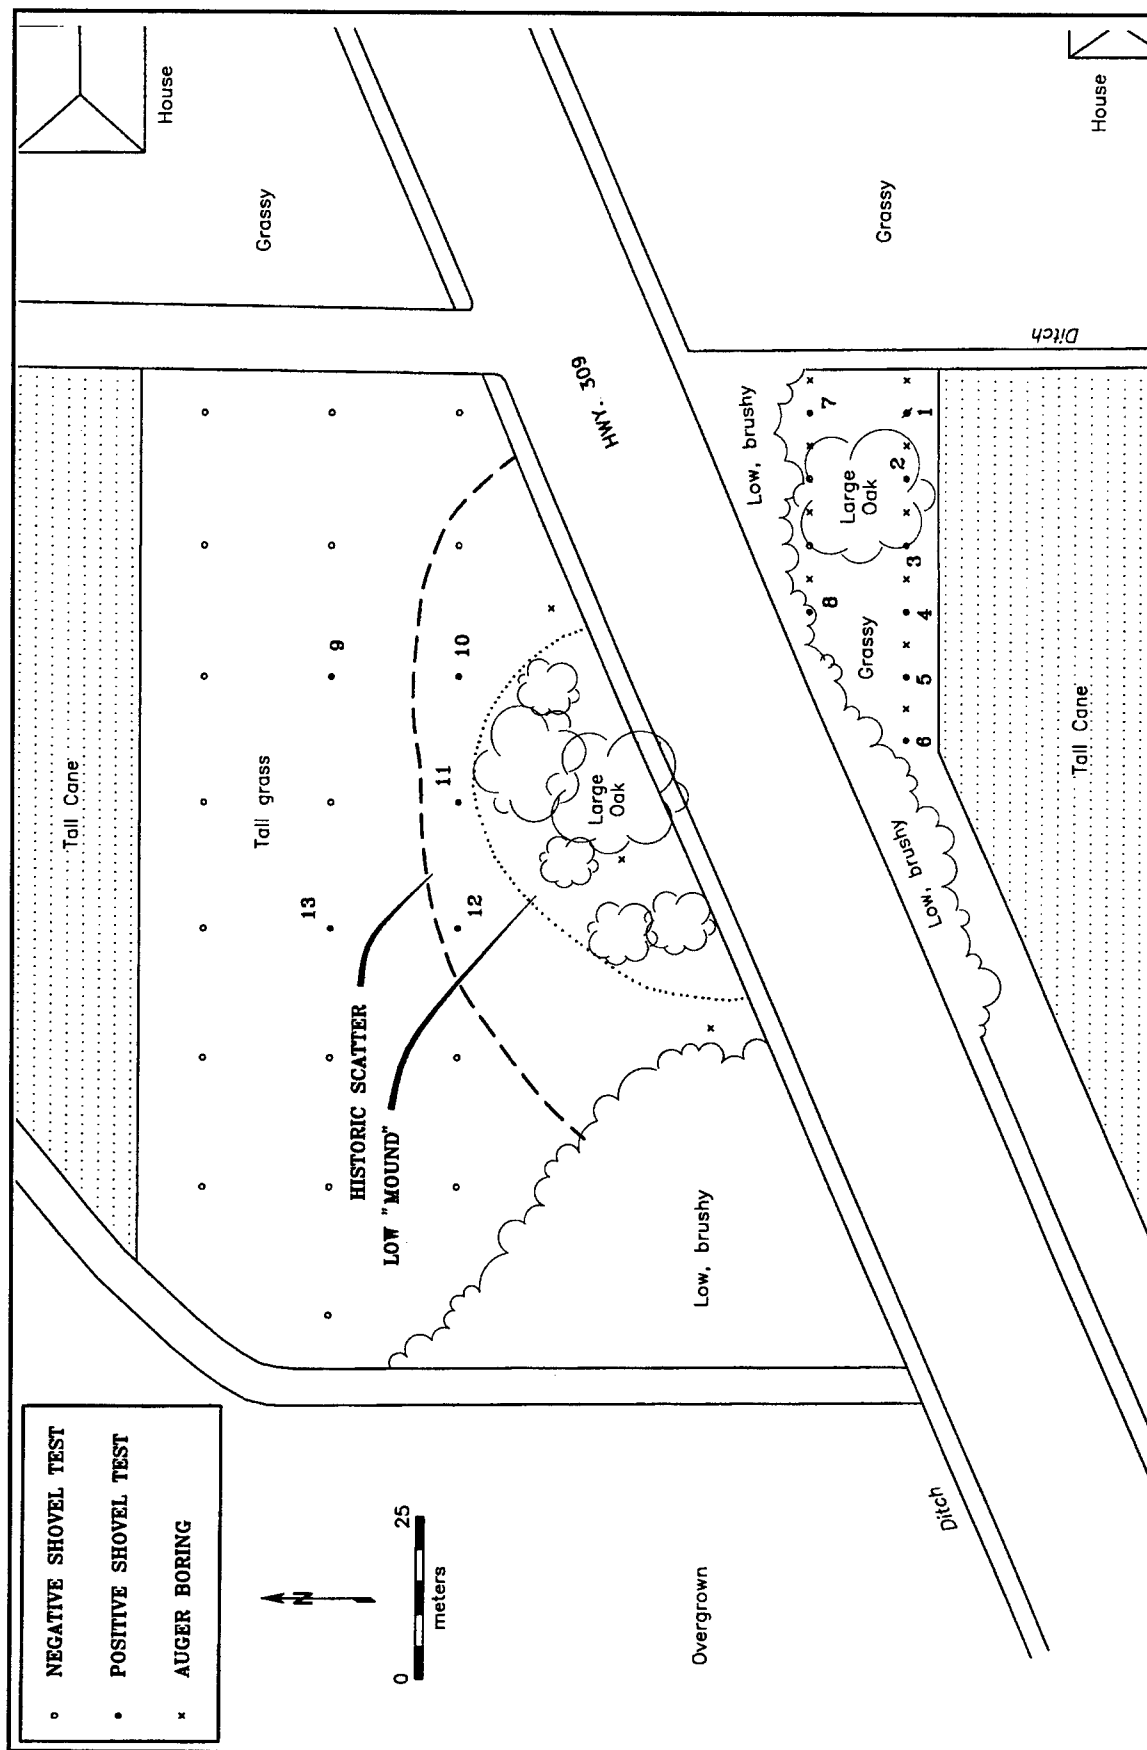 NEGATIVE SHOVEL TEST
POSITIVE SHOVEL TEST
AUGER BORING
N
0 25
meters
Overgrown
Ditch
Low, brushy
HISTORIC SCATTER
LOW "MOUND"
Tall Cane
Tall grass
13
9
12
11
10
Large
Oak
HWY. 309
Grassy
House
Low, brushy
Low, brushy
Grassy
Large
Oak
8
7
6
5
4
3
2
1
Tall Cane
Ditch
Grassy
House